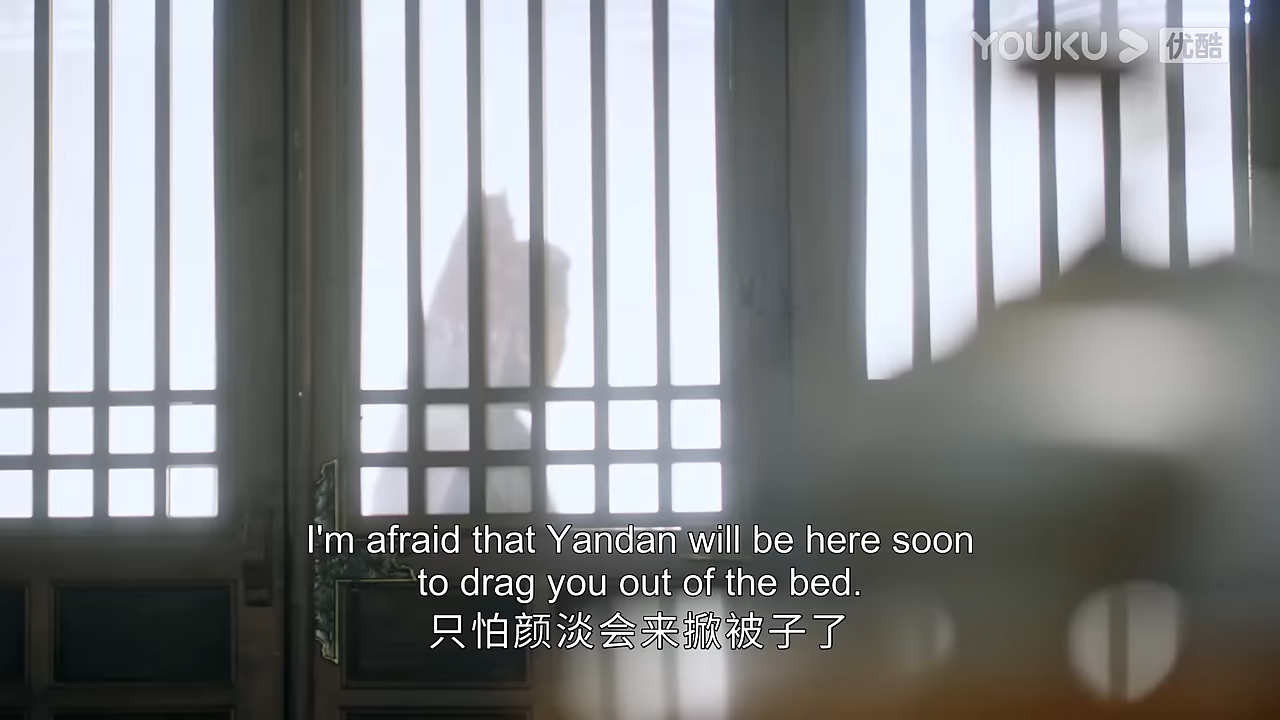 YOUKU 优酷
I'm afraid that Yandan will be here soon
to drag you out of the bed.
只怕颜淡会来掀被子了